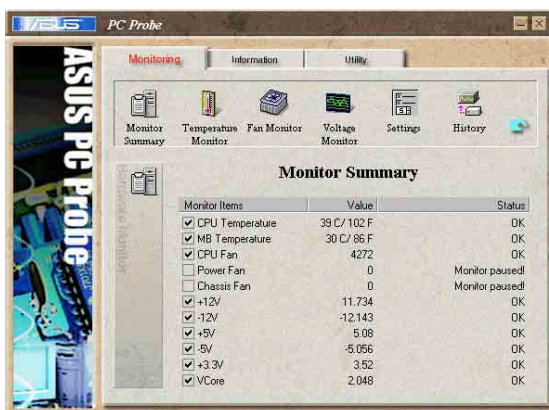 ASUS PC Probe
Monitoring Information Utility
ASUS PC Probe
Monitor Summary
Temperature Monitor
Fan Monitor
Voltage Monitor
Settings
History
Hardware Monitor
Monitor Summary
Monitor Items Value Status
CPU Temperature 39 C/ 102 F OK
MB Temperature 30 C/ 86 F OK
CPU Fan 4272 OK
Power Fan 0 Monitor paused!
Chassis Fan 0 Monitor paused!
+12V 11.734 OK
-12V -12.143 OK
+5V 5.08 OK
-5V -5.056 OK
+3.3V 3.52 OK
VCore 2.048 OK